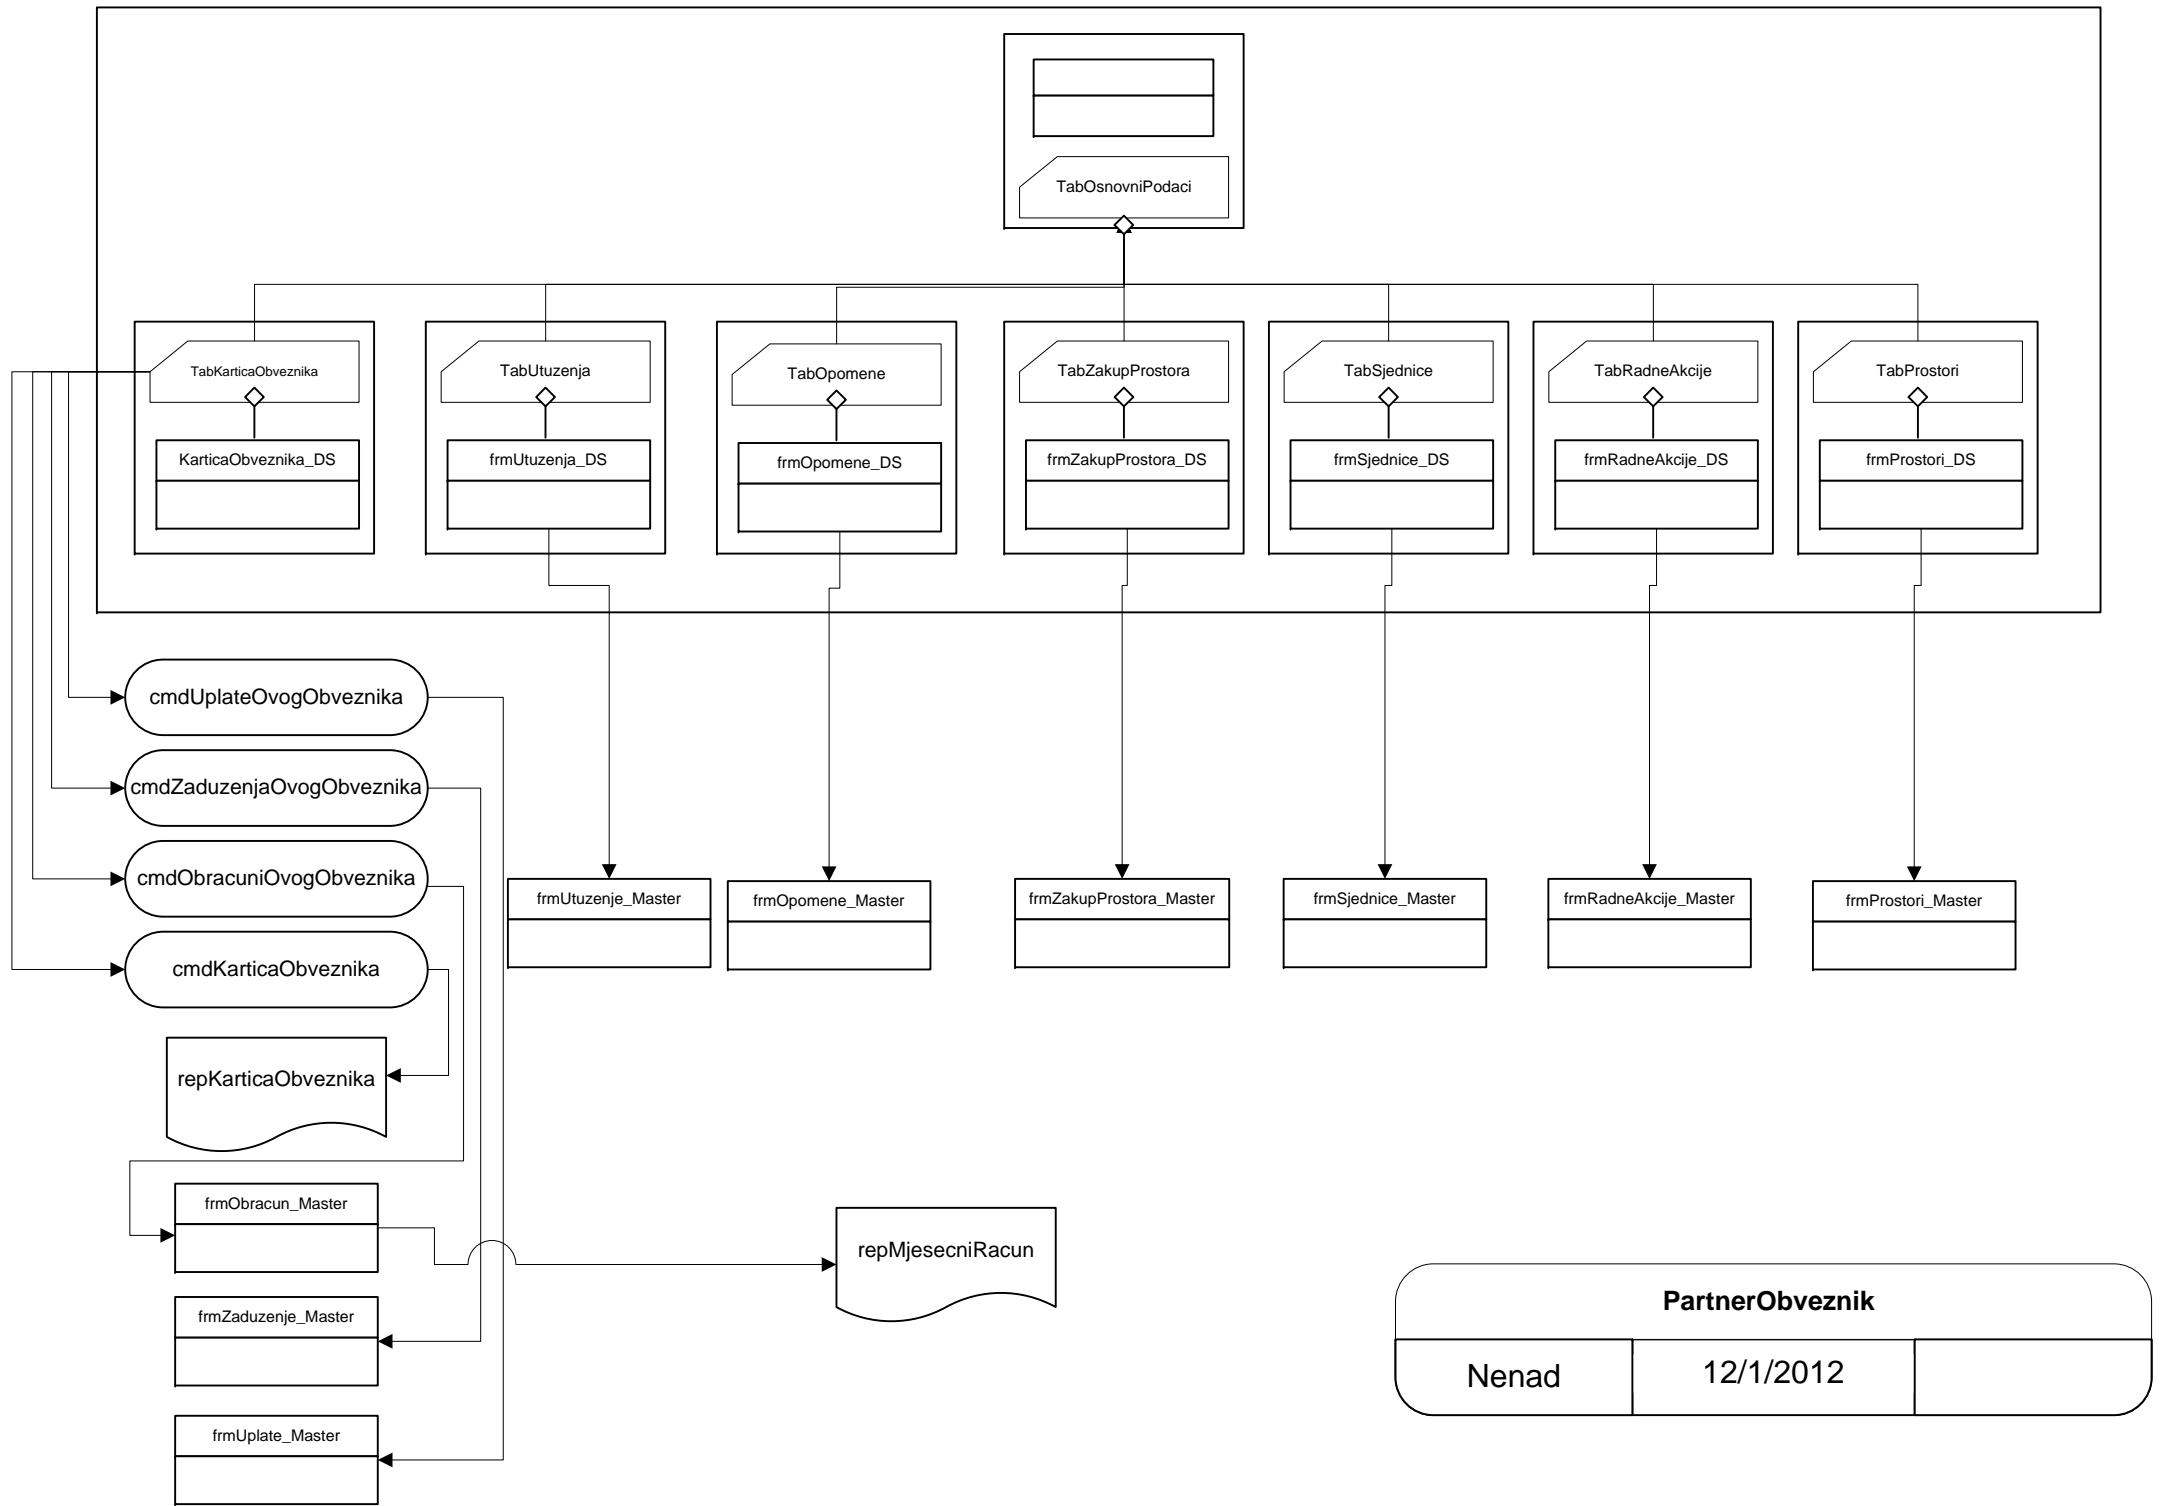 TabOsnovniPodaci
TabKarticaObveznika
TabUtuzenja
TabOpomene
TabZakupProstora
TabSjednice
TabRadneAkcije
TabProstori
KarticaObveznika_DS
frmUtuzenja_DS
frmOpomene_DS
frmZakupProstora_DS
frmSjednice_DS
frmRadneAkcije_DS
frmProstori_DS
cmdUplateOvogObveznika
cmdZaduzenjaOvogObveznika
cmdObracuniOvogObveznika
frmUtuzenje_Master
frmOpomene_Master
frmZakupProstora_Master
frmSjednice_Master
frmRadneAkcije_Master
frmProstori_Master
cmdKarticaObveznika
repKarticaObveznika
frmObracun_Master
repMjesecniRacun
frmZaduzenje_Master
PartnerObveznik
Nenad
12/1/2012
frmUplate_Master